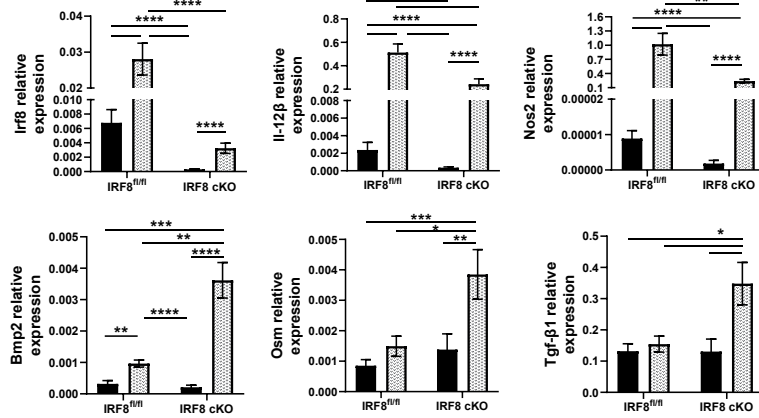 Irf8 relative
expression
0.04
0.03
0.02
0.010
0.008
0.006
0.004
0.002
0.000
****
****
****
IRF8fl/fl
IRF8 cKO
Il-12β relative
expression
0.8
0.6
0.4
0.2
0.008
0.006
0.004
0.002
0.000
****
****
IRF8fl/fl
IRF8 cKO
Nos2 relative
expression
1.6
1.3
1.0
0.7
0.4
0.1
0.00002
0.00001
0.00000
**
****
****
IRF8fl/fl
IRF8 cKO
Bmp2 relative
expression
0.005
0.004
0.003
0.002
0.001
0.000
***
**
****
****
**
IRF8fl/fl
IRF8 cKO
Osm relative
expression
0.005
0.004
0.003
0.002
0.001
0.000
***
*
**
IRF8fl/fl
IRF8 cKO
Tgf-β1 relative
expression
0.5
0.4
0.3
0.2
0.1
0.0
*
IRF8fl/fl
IRF8 cKO